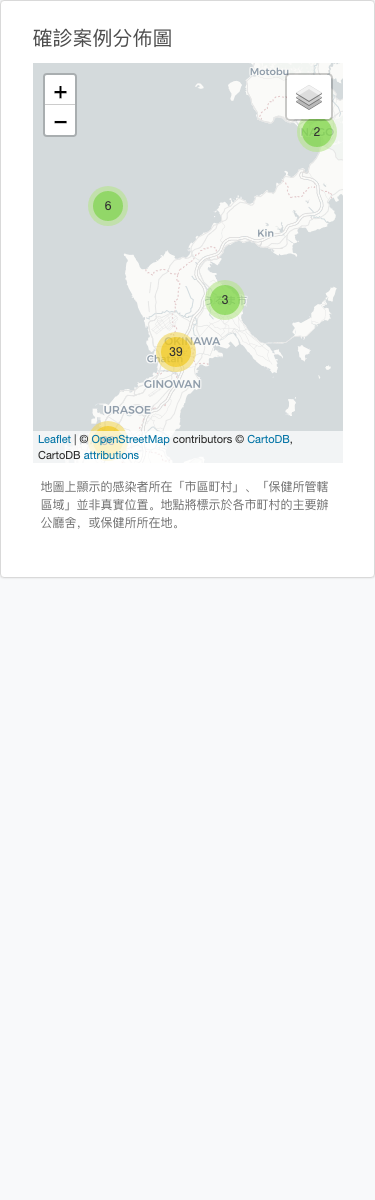 確診案例分佈圖
Motobu
+
−
2
6
Kin
3
OKINAWA
39
GINOWAN
URASOE
Leaflet | © OpenStreetMap contributors © CartoDB,
CartoDB attributions
地圖上顯示的感染者所在「市區町村」、「保健所管轄
區域」並非真實位置。地點將標示於各市町村的主要辦
公廳舍，或保健所所在地。